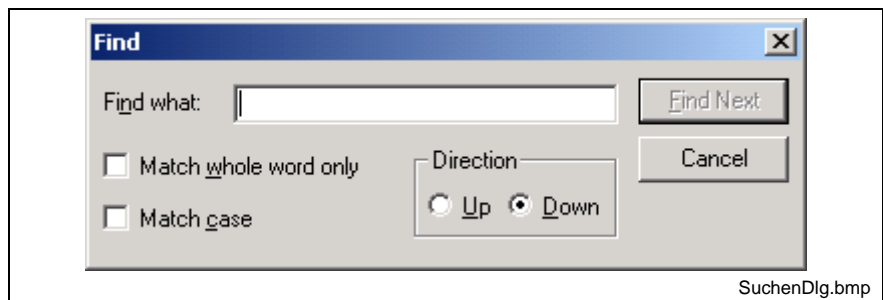 Find
Find what:
Find Next
Match whole word only
Direction
Cancel
Up
Down
Match case
SuchenDlg.bmp